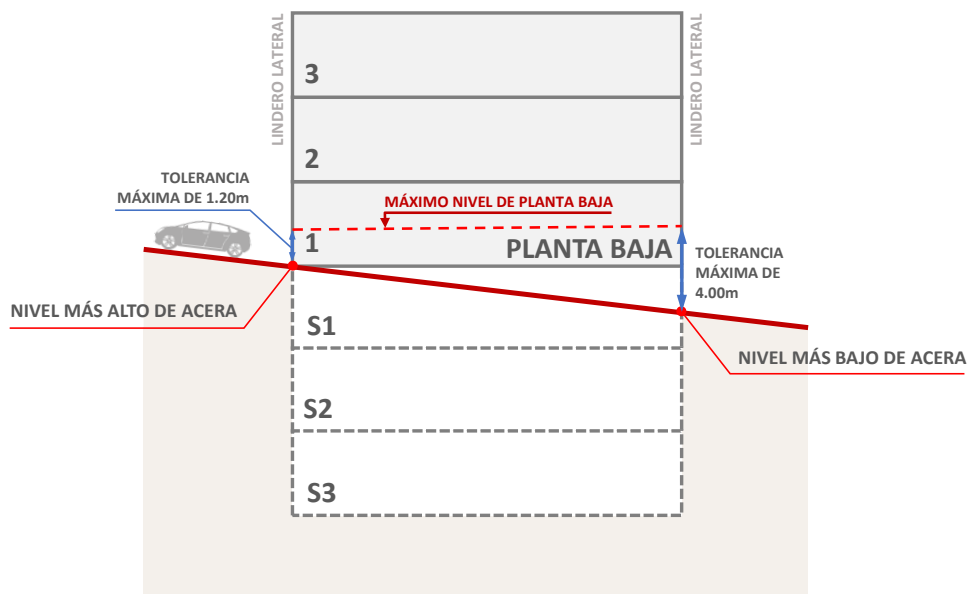 LINDERO LATERAL
LINDERO LATERAL
3
2
TOLERANCIA
MÁXIMA DE 1.20m
MÁXIMO NIVEL DE PLANTA BAJA
1
PLANTA BAJA
TOLERANCIA
MÁXIMA DE
4.00m
NIVEL MÁS ALTO DE ACERA
S1
NIVEL MÁS BAJO DE ACERA
S2
S3